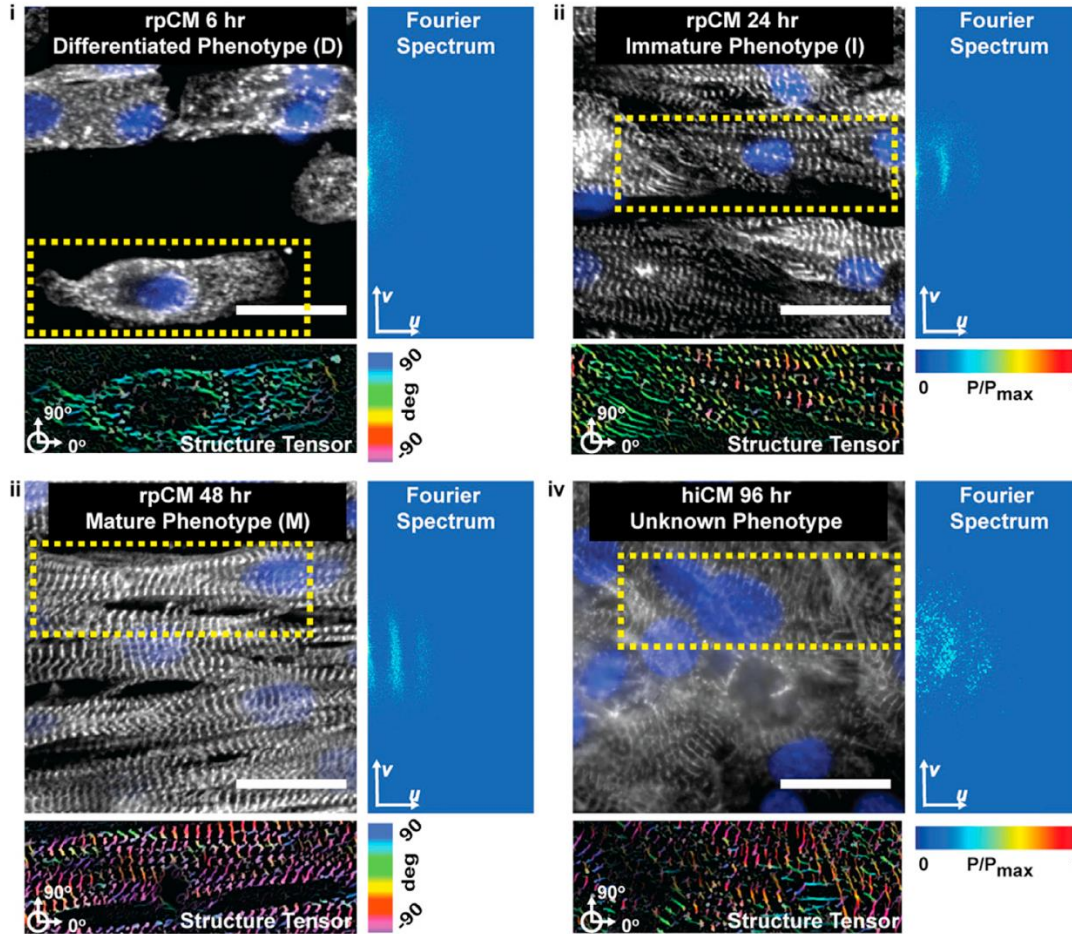 i
rpCM 6 hr
Differentiated Phenotype (D)
Fourier
Spectrum
v
u
90°
0°
Structure Tensor
90
deg
-90
ii
rpCM 24 hr
Immature Phenotype (I)
Fourier
Spectrum
v
u
90°
0°
Structure Tensor
0
P/Pmax
ii
rpCM 48 hr
Mature Phenotype (M)
Fourier
Spectrum
v
u
90°
0°
Structure Tensor
90
deg
-90
iv
hiCM 96 hr
Unknown Phenotype
Fourier
Spectrum
v
u
90°
0°
Structure Tensor
0
P/Pmax